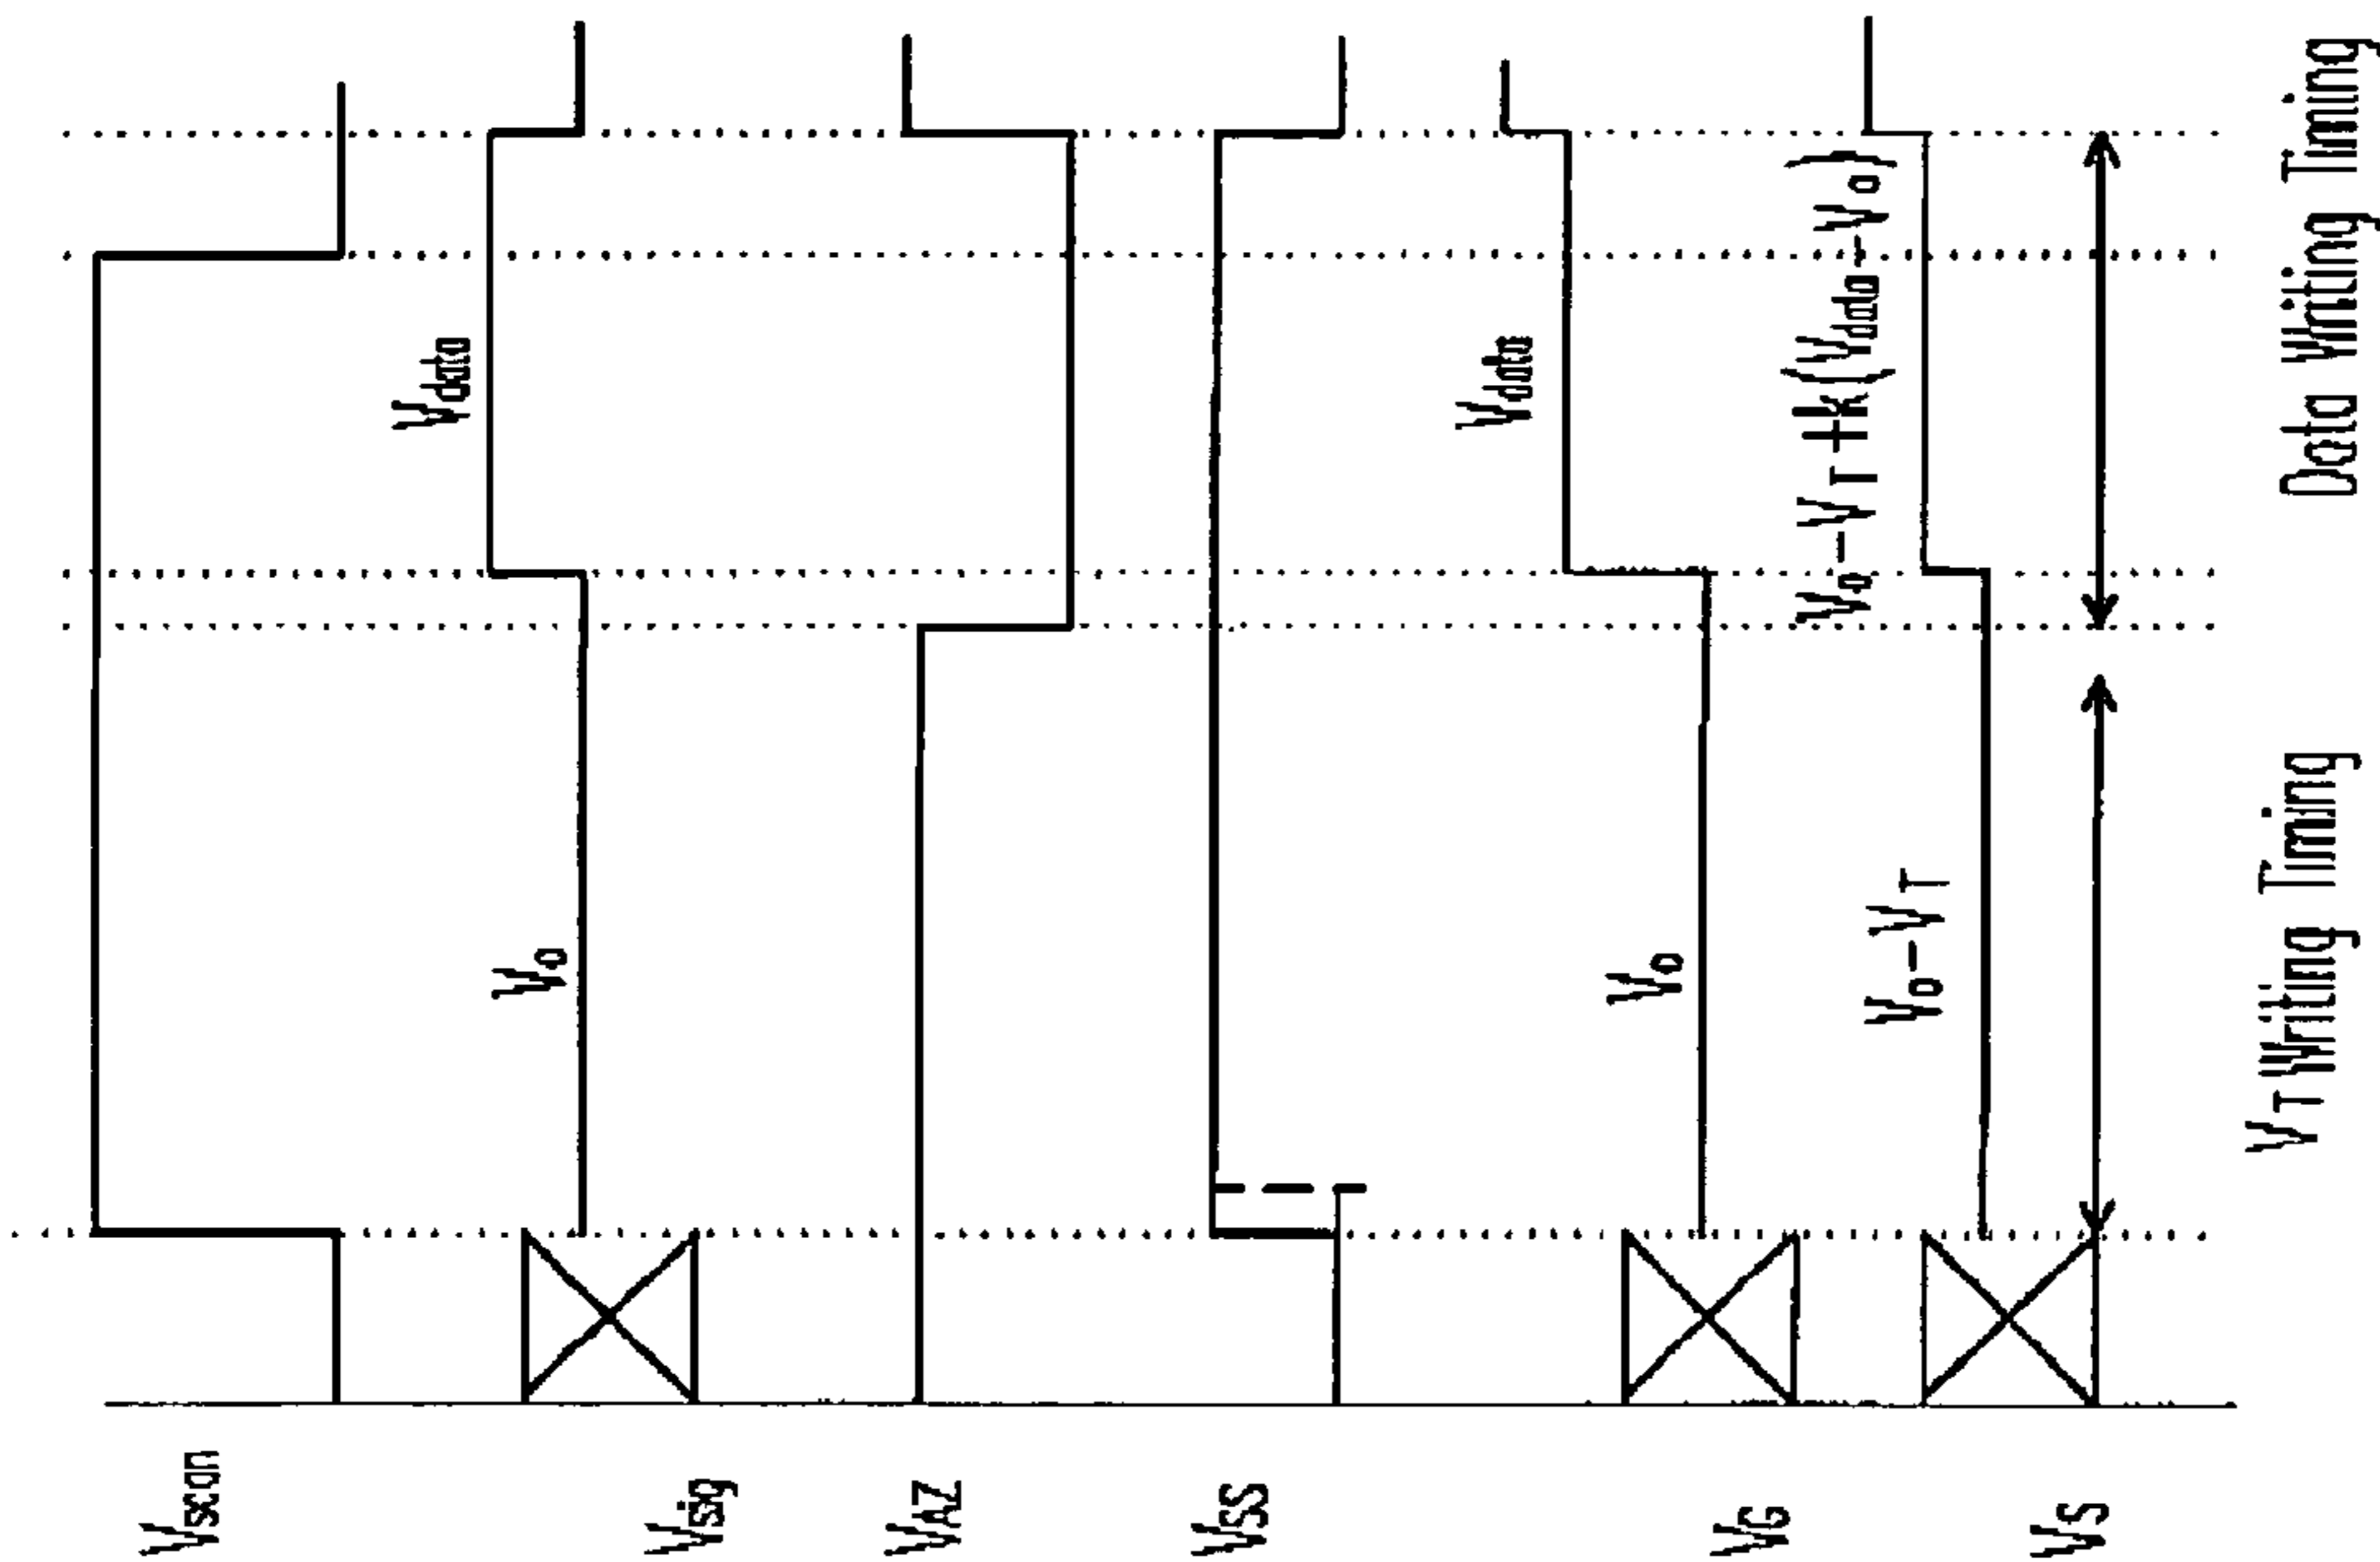 Vscan
Vsig
Vdata
V₀
VAZ
VSS
VG
Vdata
V₀
VS
V₀-VT+k(Vdata-V₀)
V₀-VT
VT Writing Timing
Data Writing Timing